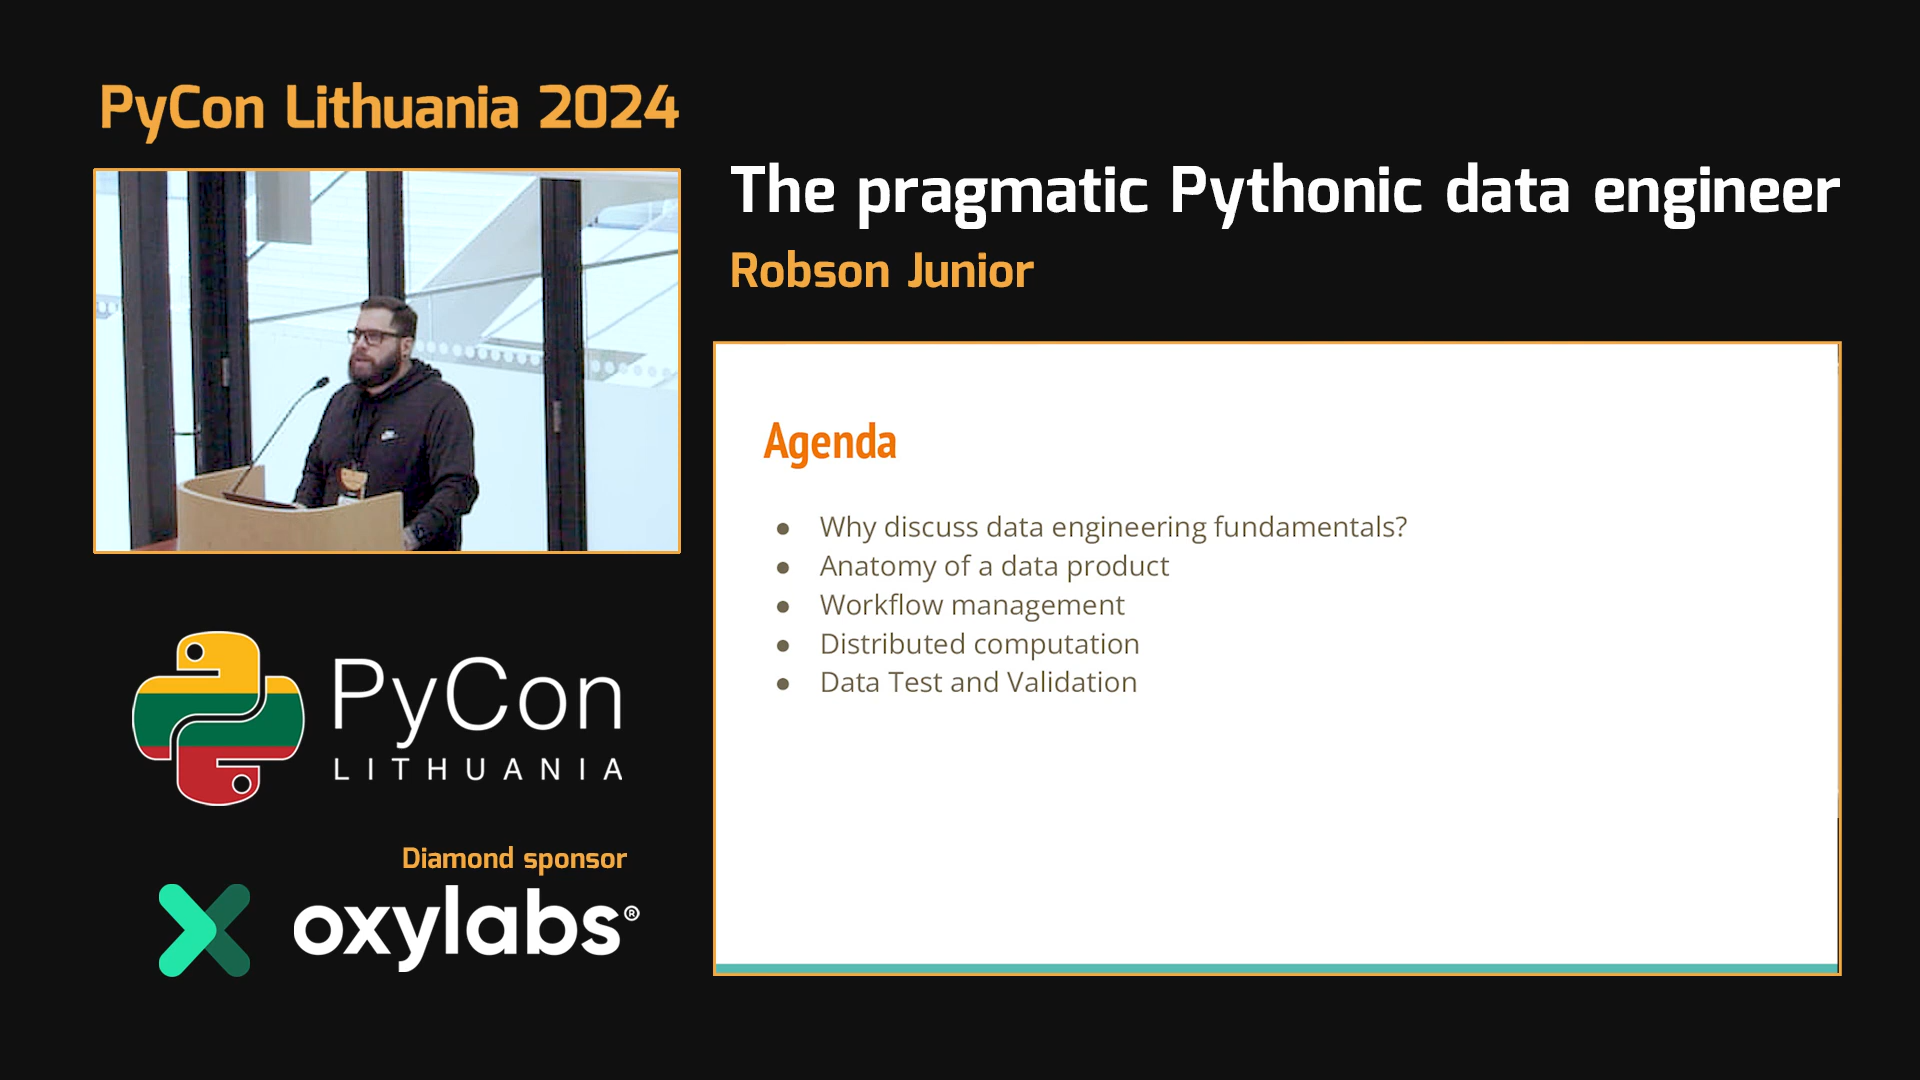 PyCon Lithuania 2024
The pragmatic Pythonic data engineer
Robson Junior
Agenda
● Why discuss data engineering fundamentals?
● Anatomy of a data product
● Workflow management
● Distributed computation
● Data Test and Validation
PyCon
LITHUANIA
Diamond sponsor
oxylabs®